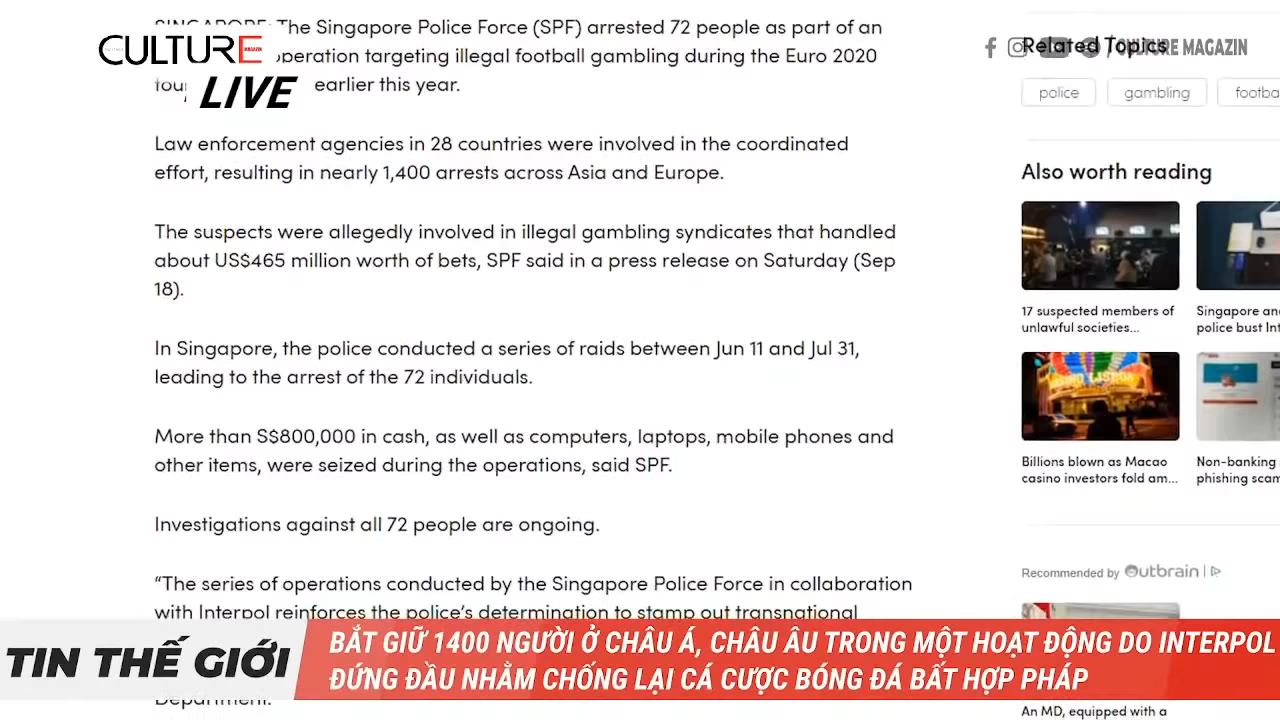 SINGAPORE: The Singapore Police Force (SPF) arrested 72 people as part of an
operation targeting illegal football gambling during the Euro 2020
earlier this year.
CULTURE
MAGAZIN
LIVE
Law enforcement agencies in 28 countries were involved in the coordinated
effort, resulting in nearly 1,400 arrests across Asia and Europe.
The suspects were allegedly involved in illegal gambling syndicates that handled
about US$465 million worth of bets, SPF said in a press release on Saturday (Sep
18).
In Singapore, the police conducted a series of raids between Jun 11 and Jul 31,
leading to the arrest of the 72 individuals.
More than S$800,000 in cash, as well as computers, laptops, mobile phones and
other items, were seized during the operations, said SPF.
Investigations against all 72 people are ongoing.
“The series of operations conducted by the Singapore Police Force in collaboration
with Interpol reinforces the police’s determination to stamp out transnational
Department.
Related Topics
/ CULTURE MAGAZIN
police
gambling
footba
Also worth reading
17 suspected members of
unlawful societies...
Singapore an
police bust Int
Billions blown as Macao
casino investors fold am...
Non-banking
phishing scam
Recommended by Outbrain
An MD, equipped with a
TIN THẾ GIỚI
BẮT GIỮ 1400 NGƯỜI Ở CHÂU Á, CHÂU ÂU TRONG MỘT HOẠT ĐỘNG DO INTERPOL
ĐỨNG ĐẦU NHẰM CHỐNG LẠI CÁ CƯỢC BÓNG ĐÁ BẤT HỢP PHÁP